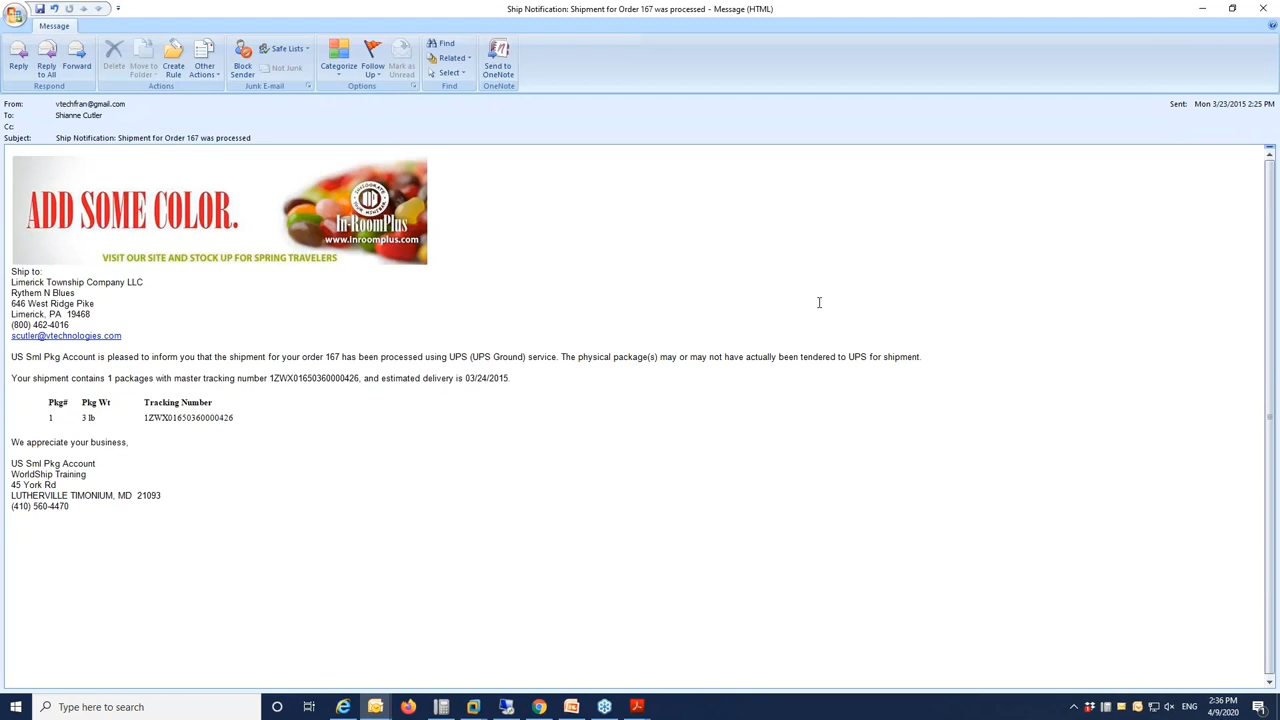 Ship Notification: Shipment for Order 167 was processed - Message (HTML)
Message
Reply
Reply to All
Forward
Respond
Delete
Move to Folder
Create Rule
Other Actions
Actions
Block Sender
Safe Lists
Not Junk
Junk E-mail
Categorize
Follow Up
Mark as Unread
Options
Find
Related
Select
Find
Send to OneNote
OneNote
From: vtechfran@gmail.com
Sent: Mon 3/23/2015 2:25 PM
To: Shianne Cutler
Cc:
Subject: Ship Notification: Shipment for Order 167 was processed
ADD SOME COLOR.
In-RoomPlus
www.inroomplus.com
VISIT OUR SITE AND STOCK UP FOR SPRING TRAVELERS
Ship to:
Limerick Township Company LLC
Rythem N Blues
646 West Ridge Pike
Limerick, PA 19468
(800) 462-4016
scutler@vtechnologies.com
US Sml Pkg Account is pleased to inform you that the shipment for your order 167 has been processed using UPS (UPS Ground) service. The physical package(s) may or may not have actually been tendered to UPS for shipment.
Your shipment contains 1 packages with master tracking number 1ZWX01650360000426, and estimated delivery is 03/24/2015.
Pkg# Pkg Wt Tracking Number
1 3 lb 1ZWX01650360000426
We appreciate your business,
US Sml Pkg Account
WorldShip Training
45 York Rd
LUTHERVILLE TIMONIUM, MD 21093
(410) 560-4470
Type here to search
ENG
2:36 PM
4/9/2020